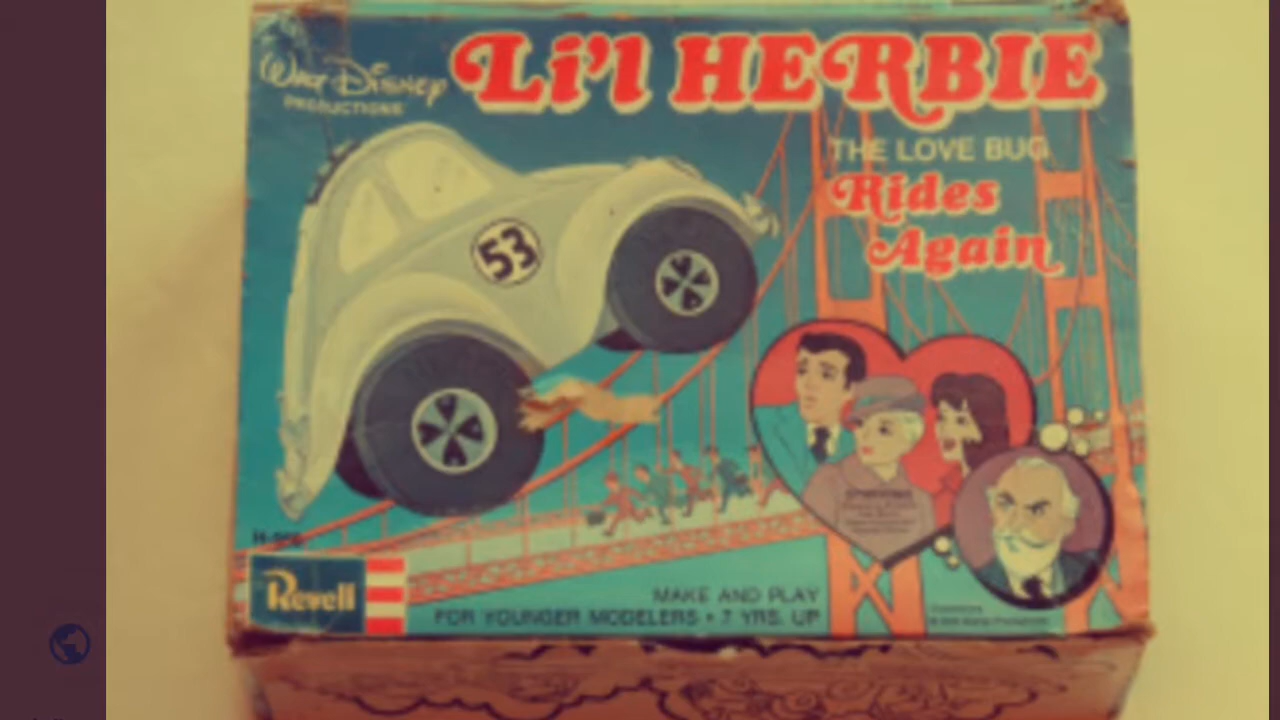 WALT DISNEY
PRODUCTIONS
Li'l HERBIE
THE LOVE BUG
Rides
Again
53
Revell
MAKE AND PLAY
FOR YOUNGER MODELERS • 7 YRS. UP